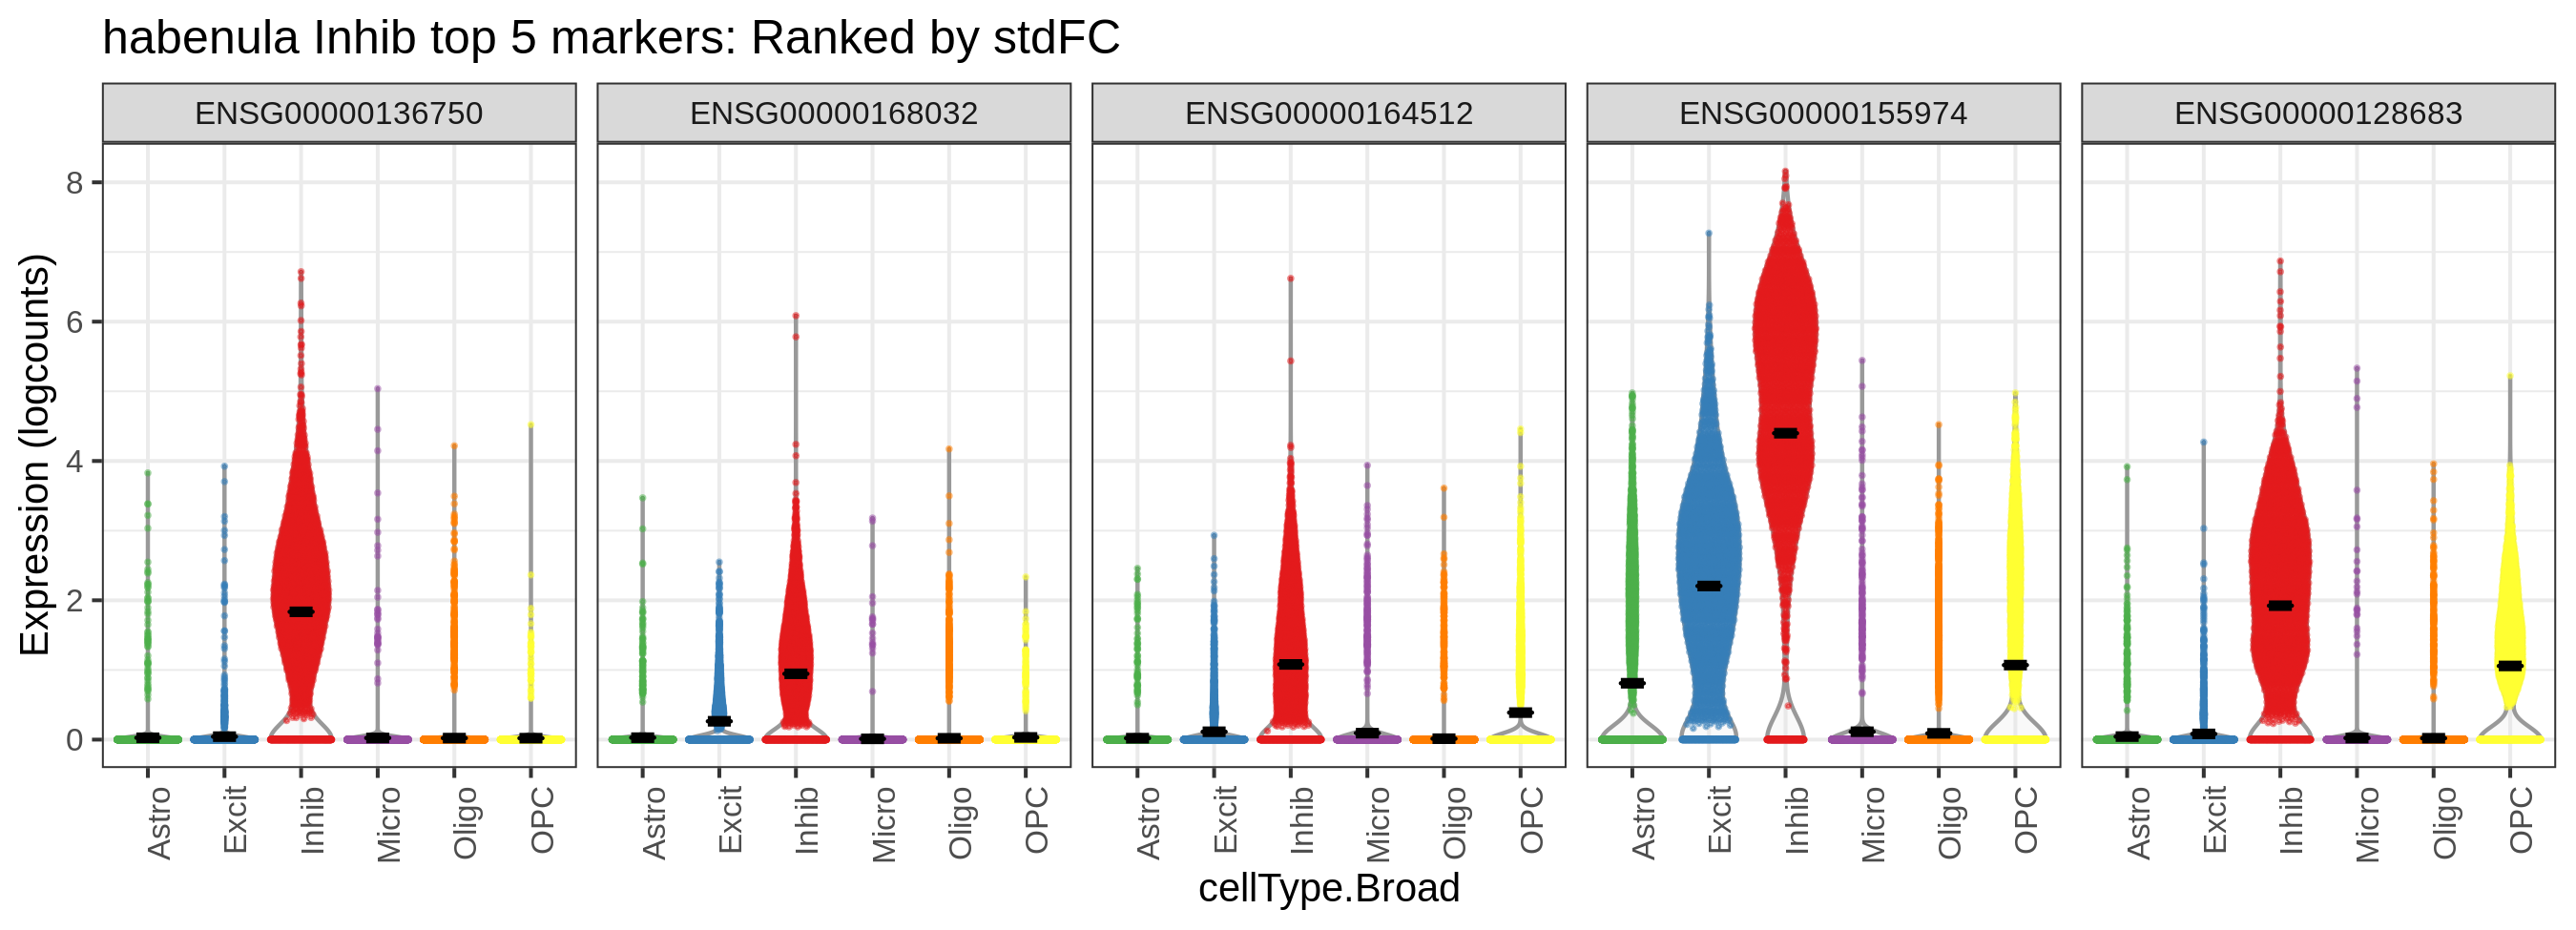 habenula Inhib top 5 markers: Ranked by stdFC
ENSG00000136750 ENSG00000168032 ENSG00000164512 ENSG00000155974 ENSG00000128683
Expression (logcounts)
8
6
4
2
0
Astro Excit Inhib Micro Oligo OPC Astro Excit Inhib Micro Oligo OPC Astro Excit Inhib Micro Oligo OPC Astro Excit Inhib Micro Oligo OPC Astro Excit Inhib Micro Oligo OPC
cellType.Broad